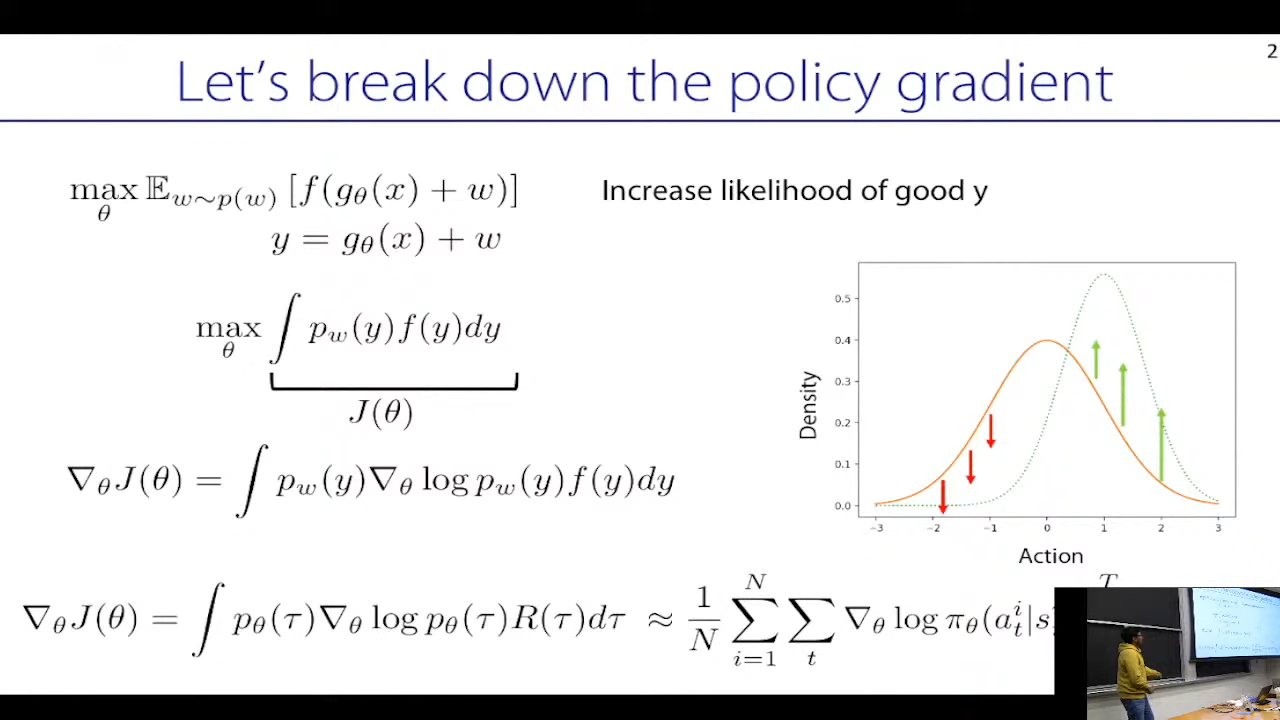 2
Let's break down the policy gradient
max_θ 𝔼_{w∼p(w)} [f(g_θ(x) + w)]
Increase likelihood of good y
y = g_θ(x) + w
max_θ ∫ p_w(y)f(y)dy
J(θ)
∇_θ J(θ) = ∫ p_w(y)∇_θ log p_w(y)f(y)dy
0.5
0.4
0.3
0.2
0.1
0.0
Density
−3 −2 −1 0 1 2 3
Action
∇_θ J(θ) = ∫ p_θ(τ)∇_θ log p_θ(τ)R(τ)dτ ≈ 1/N ∑_{i=1}^{N} ∑_t ∇_θ log π_θ(a_t^i|s
T